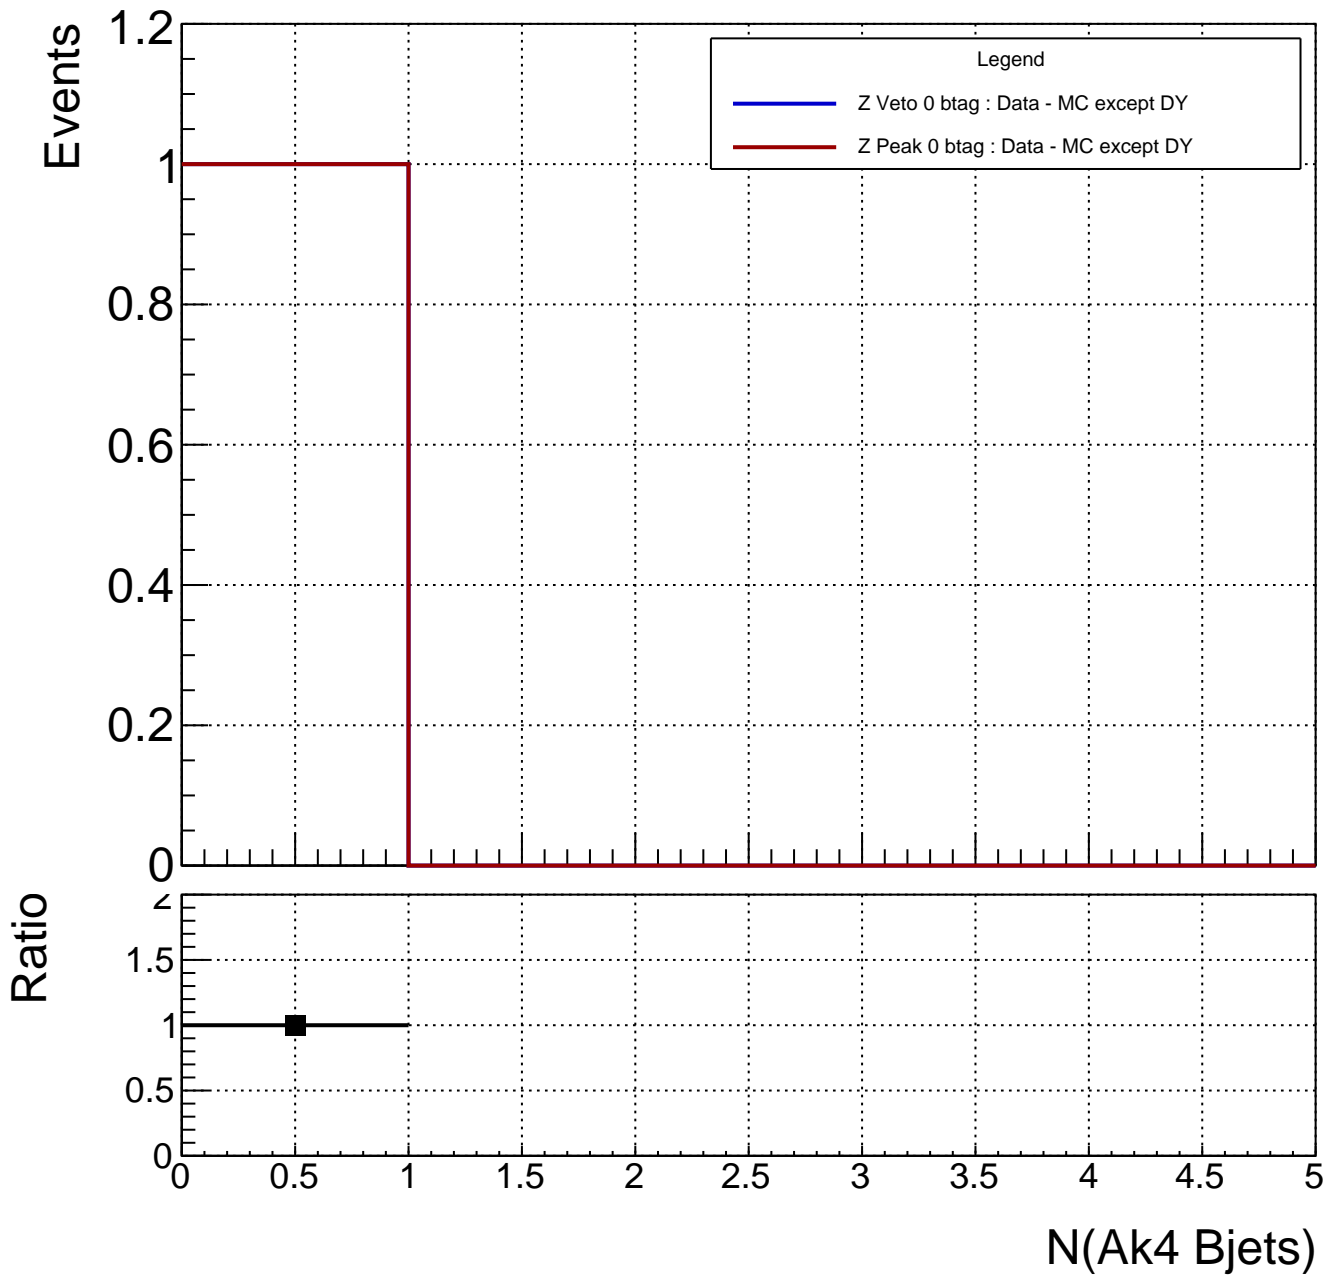 Events
1.2
1
0.8
0.6
0.4
0.2
0
Legend
Z Veto 0 btag : Data - MC except DY
Z Peak 0 btag : Data - MC except DY
Ratio
2
1.5
1
0.5
0
0 0.5 1 1.5 2 2.5 3 3.5 4 4.5 5
N(Ak4 Bjets)